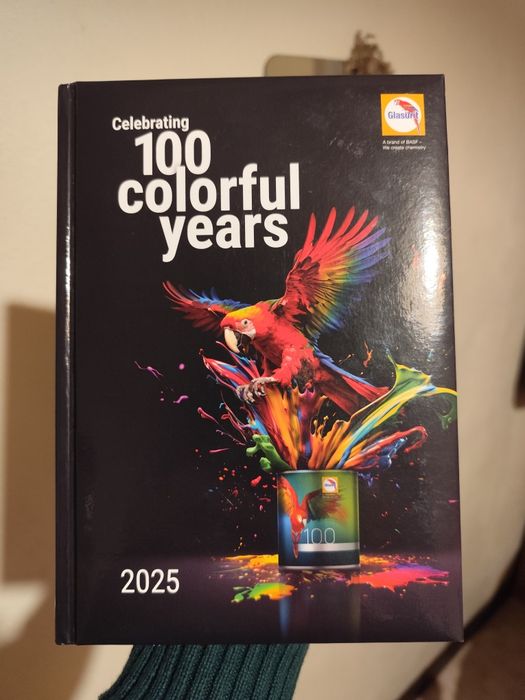 Celebrating
100
colorful
years
Glasurit
A brand of BASF –
We create chemistry
100
2025